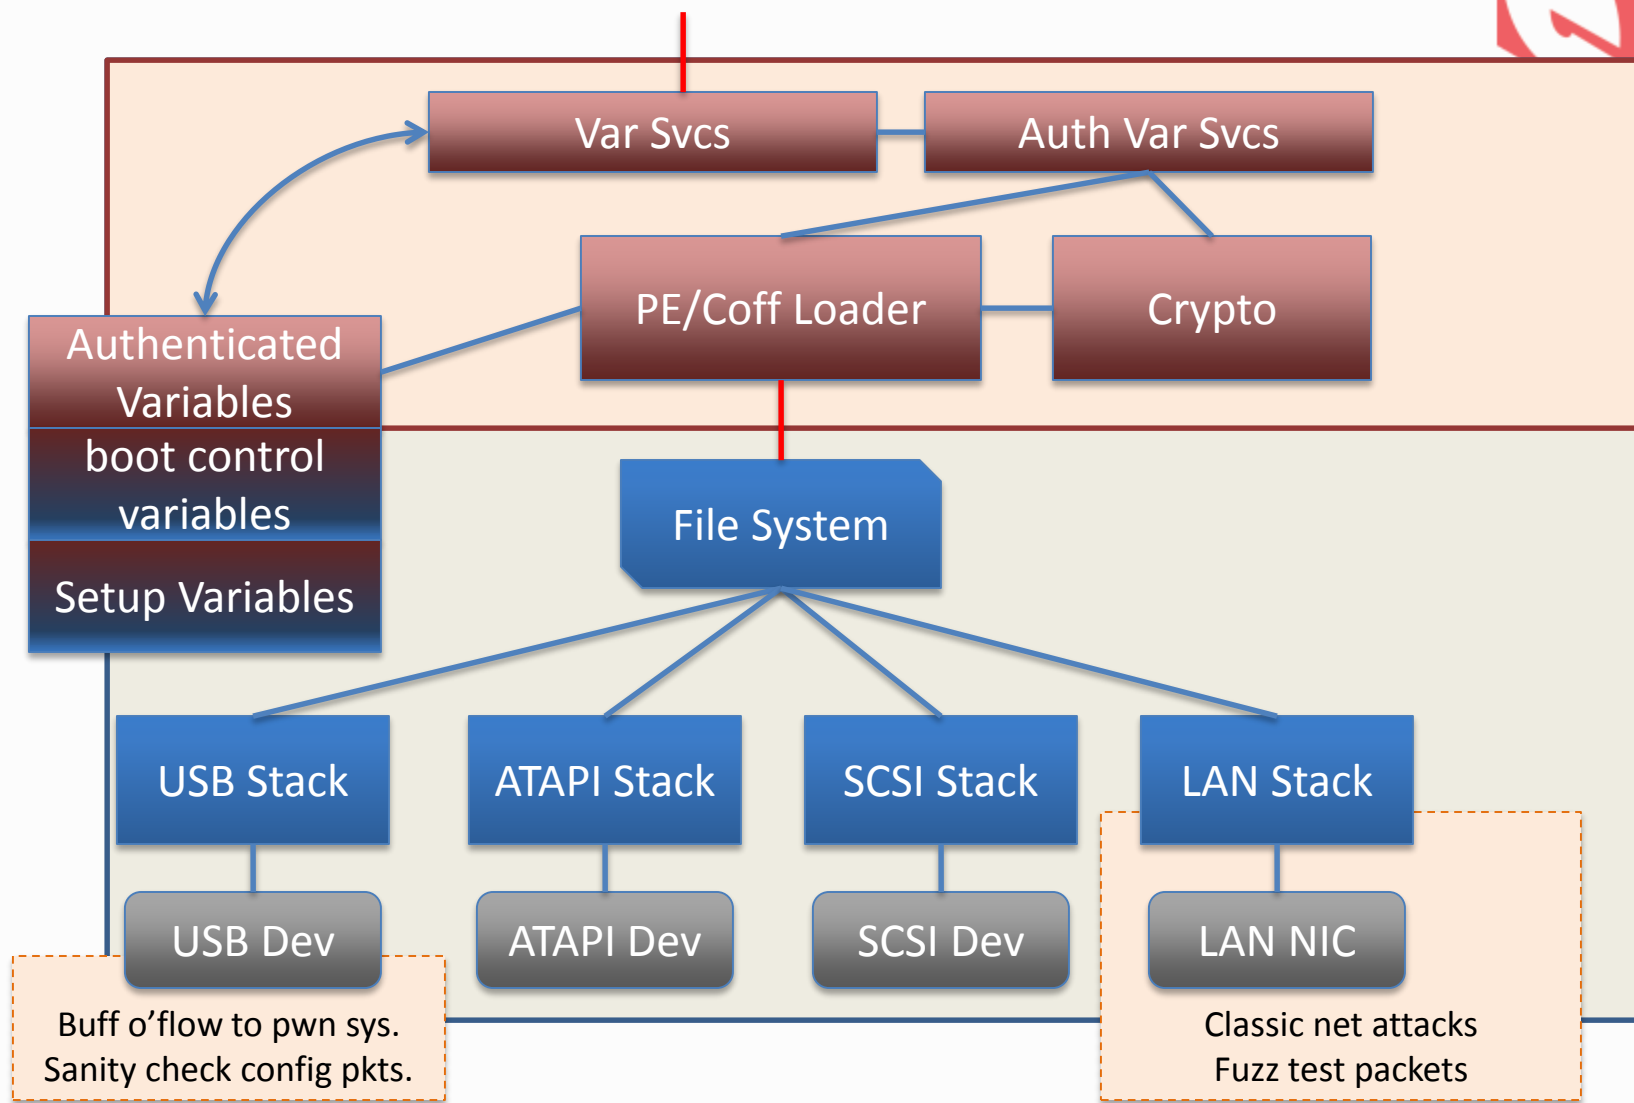 Var Svcs
Auth Var Svcs
PE/Coff Loader
Crypto
Authenticated
Variables
boot control
variables
Setup Variables
File System
USB Stack
ATAPI Stack
SCSI Stack
LAN Stack
USB Dev
ATAPI Dev
SCSI Dev
LAN NIC
Buff o’flow to pwn sys.
Sanity check config pkts.
Classic net attacks
Fuzz test packets